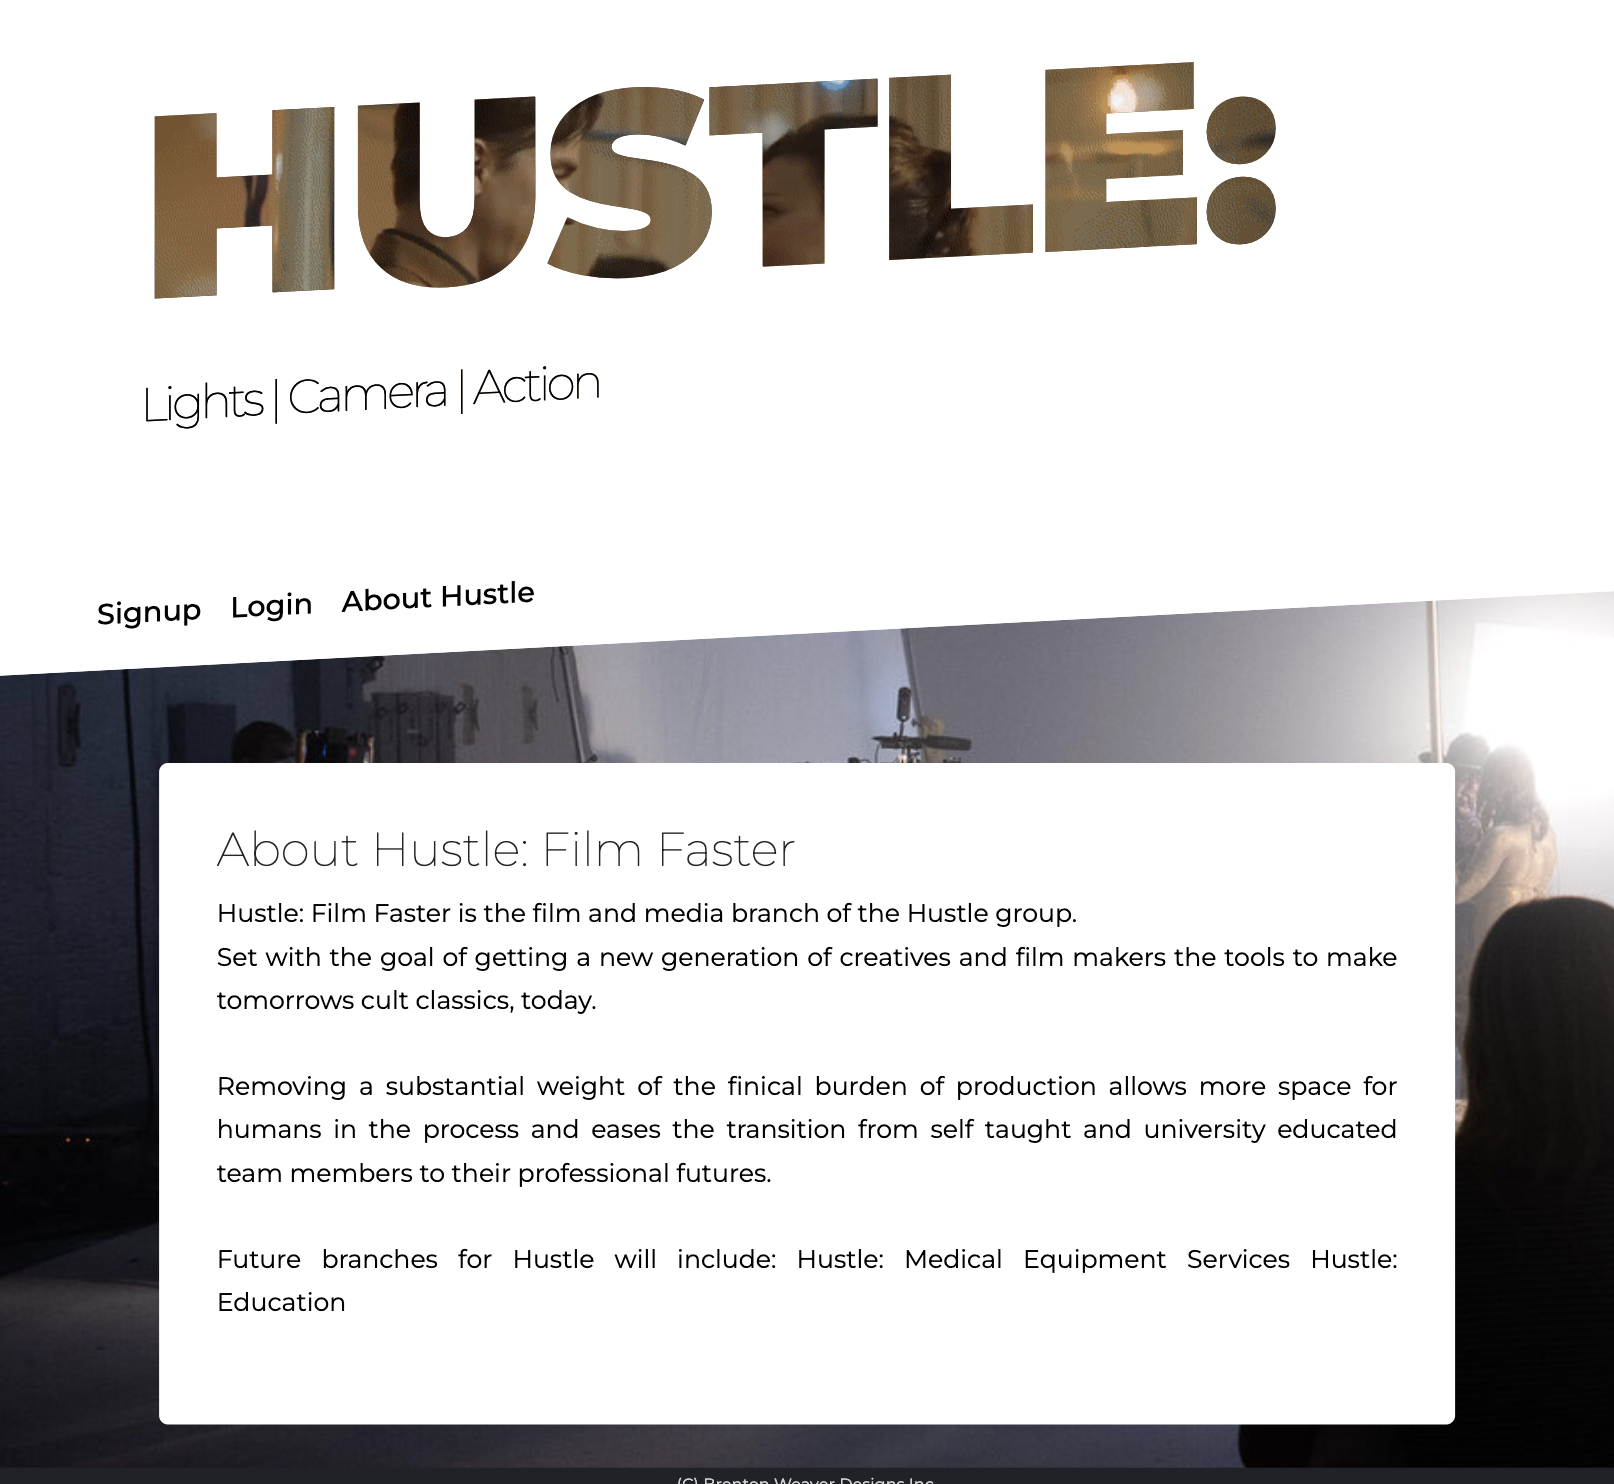 HUSTLE:
Lights | Camera | Action
Signup Login About Hustle
About Hustle: Film Faster
Hustle: Film Faster is the film and media branch of the Hustle group.
Set with the goal of getting a new generation of creatives and film makers the tools to make
tomorrows cult classics, today.
Removing a substantial weight of the finical burden of production allows more space for
humans in the process and eases the transition from self taught and university educated
team members to their professional futures.
Future branches for Hustle will include: Hustle: Medical Equipment Services Hustle:
Education
(C) Brenton Weaver Designs Inc